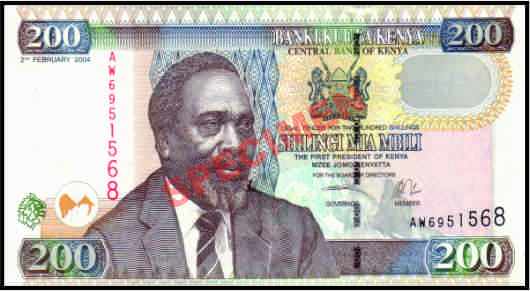 200
BANKI KUU YA KENYA
200
2ND FEBRUARY 2004
CENTRAL BANK OF KENYA
AW6951568
SPECIMEN
LEGAL TENDER FOR TWO HUNDRED SHILLINGS
SHILINGI MIA MBILI
THE FIRST PRESIDENT OF KENYA
MZEE JOMO KENYATTA
FOR THE BOARD OF DIRECTORS
GOVERNOR
MEMBER
AW6951568
200
200